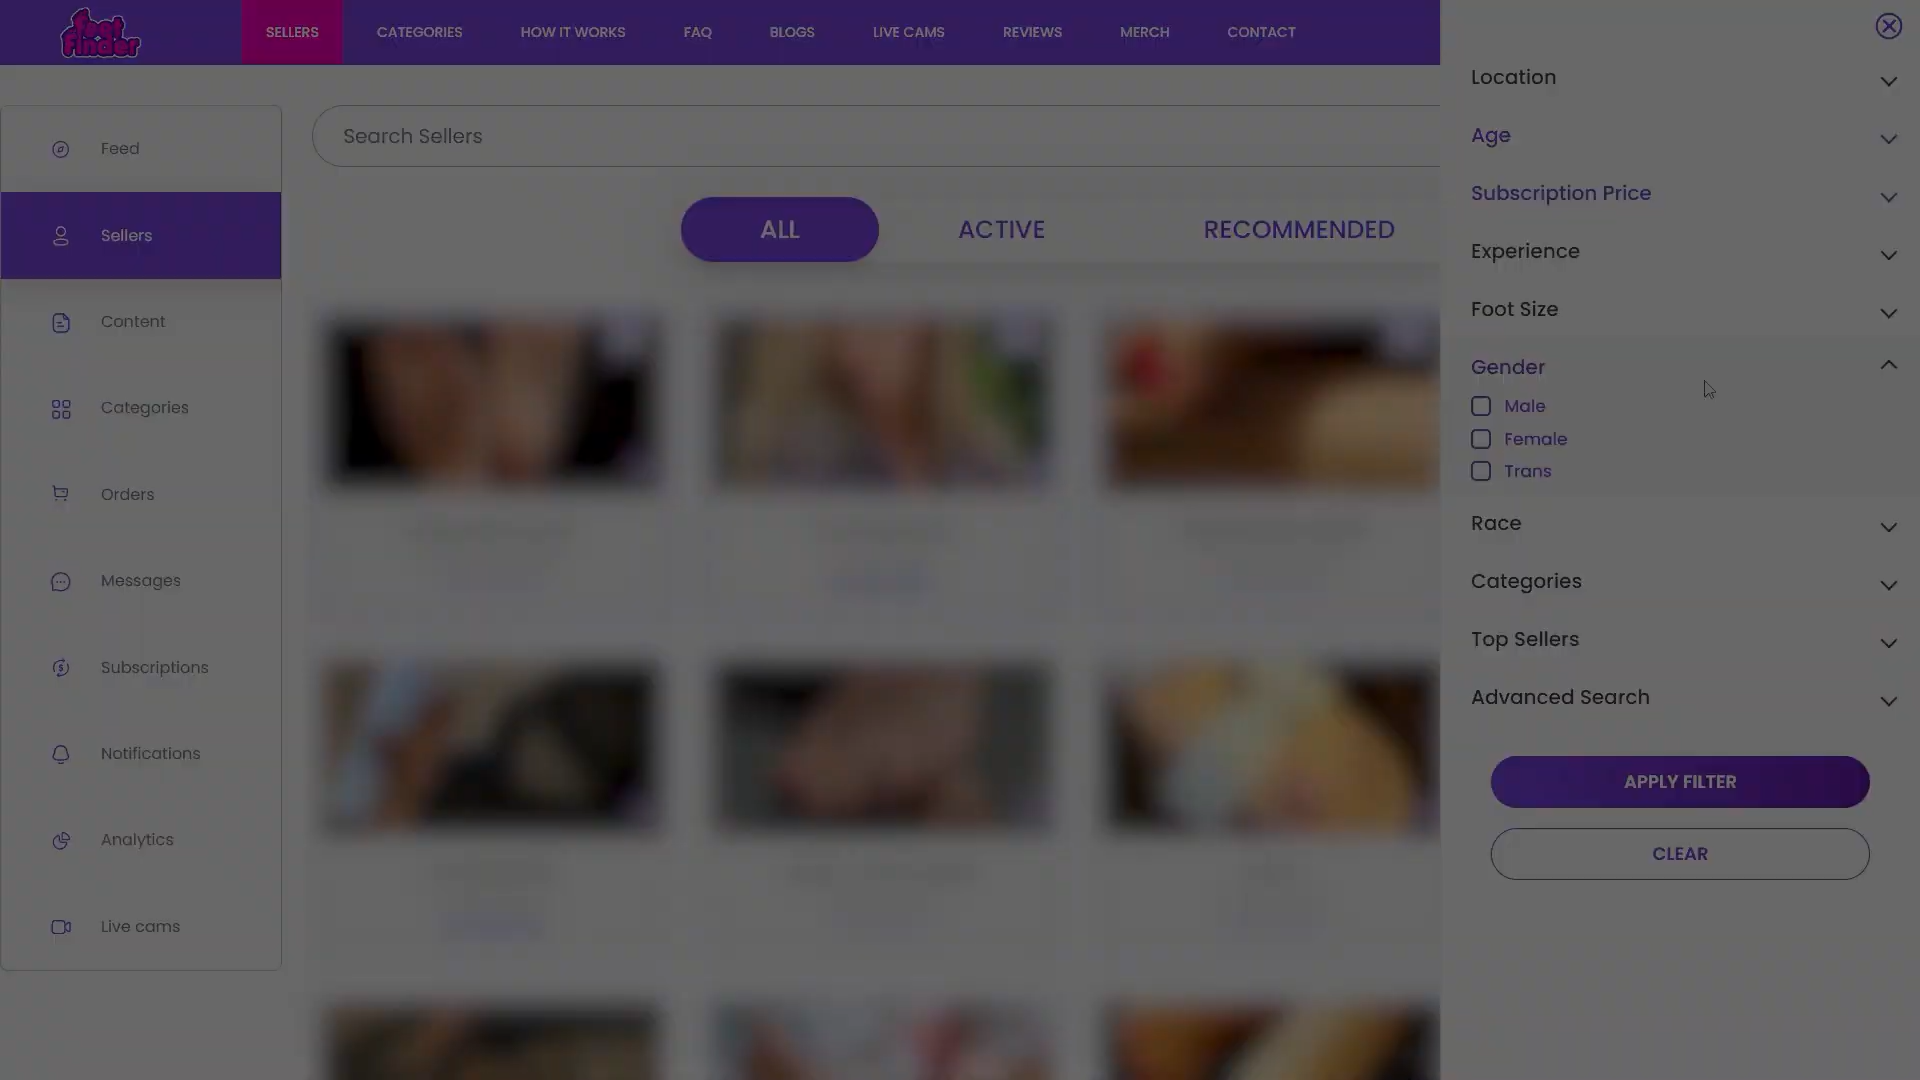 foot
finder
SELLERS
CATEGORIES
HOW IT WORKS
FAQ
BLOGS
LIVE CAMS
REVIEWS
MERCH
CONTACT
Feed
Sellers
Content
Categories
Orders
Messages
Subscriptions
Notifications
Analytics
Live cams
Search Sellers
ALL
ACTIVE
RECOMMENDED
Location
Age
Subscription Price
Experience
Foot Size
Gender
Male
Female
Trans
Race
Categories
Top Sellers
Advanced Search
APPLY FILTER
CLEAR